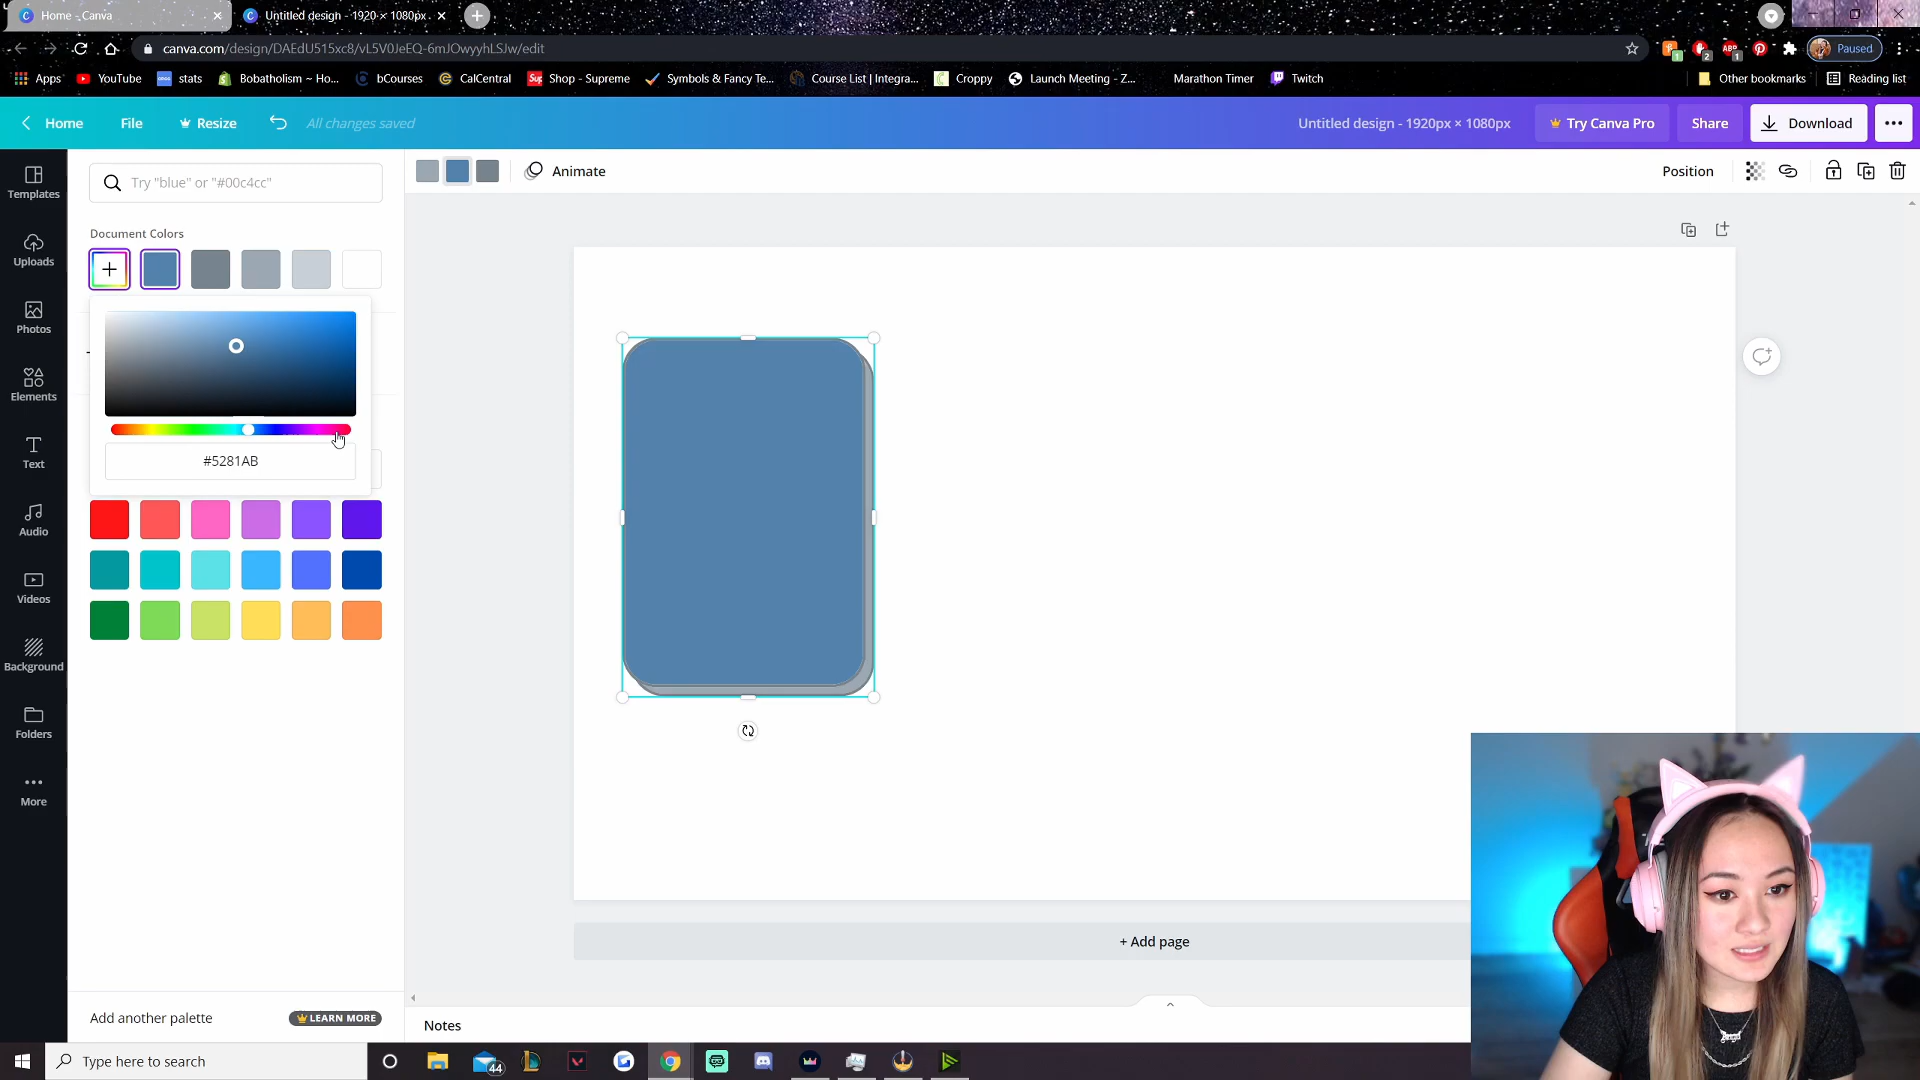 Home - Canva
Untitled design - 1920 × 1080px
canva.com/design/DAEdU515xc8/vL5V0JeEQ-6mJOwyyhLSJw/edit
Paused
Apps
YouTube
stats
Bobatholism ~ Ho...
bCourses
CalCentral
Shop - Supreme
Symbols & Fancy Te...
Course List | Integra...
Croppy
Launch Meeting - Z...
Marathon Timer
Twitch
Other bookmarks
Reading list
Home
File
Resize
All changes saved
Untitled design - 1920px × 1080px
Try Canva Pro
Share
Download
Templates
Uploads
Photos
Elements
Text
Audio
Videos
Background
Folders
More
Try "blue" or "#00c4cc"
Document Colors
#5281AB
Add another palette
LEARN MORE
Animate
Position
+ Add page
Notes
Type here to search
44